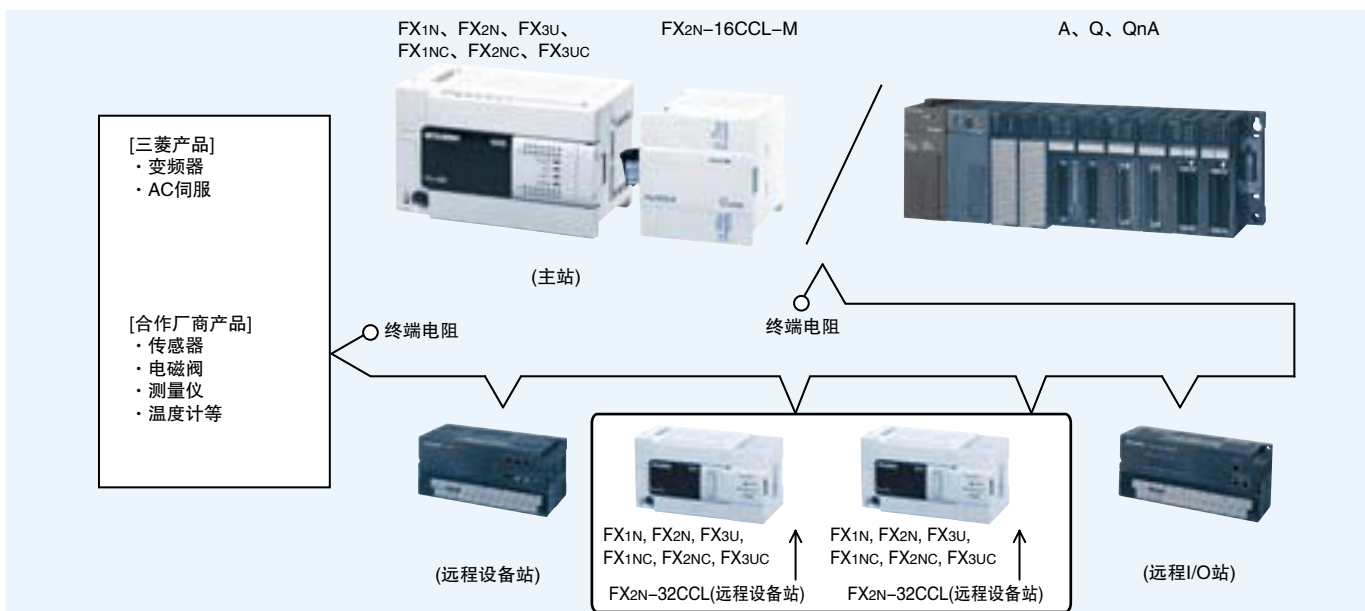 FX1N、FX2N、FX3U、
FX1NC、FX2NC、FX3UC
FX2N-16CCL-M
A、Q、QnA
[三菱产品]
・变频器
・AC伺服
(主站)
[合作厂商产品]
・传感器
・电磁阀
・测量仪
・温度计等
终端电阻
终端电阻
FX1N, FX2N, FX3U,
FX1NC, FX2NC, FX3UC
FX2N-32CCL(远程设备站)
FX1N, FX2N, FX3U,
FX1NC, FX2NC, FX3UC
FX2N-32CCL(远程设备站)
(远程设备站)
(远程I/O站)